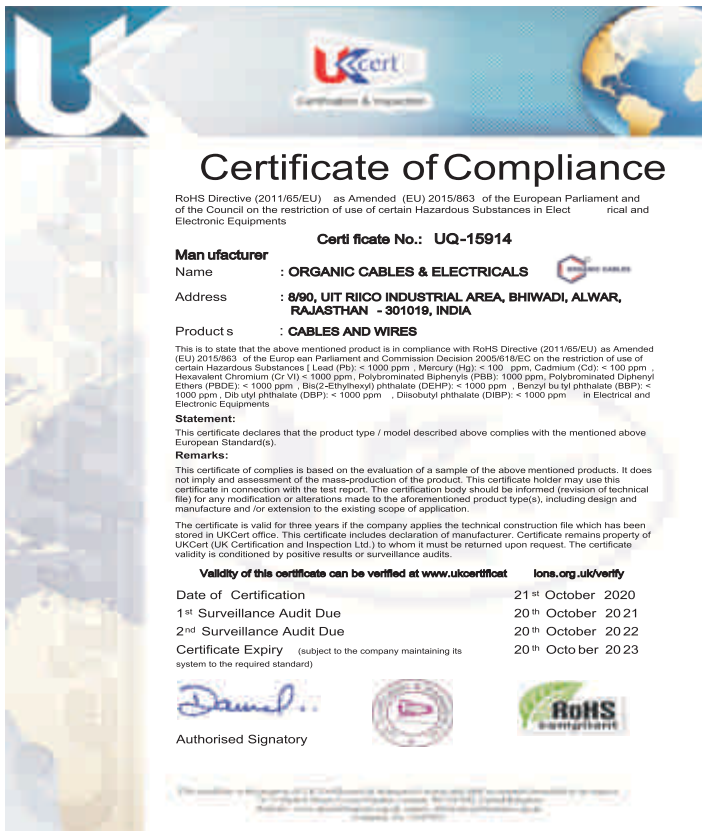 UK
UKcert
Certification & Inspection
Certificate of Compliance
RoHS Directive (2011/65/EU) as Amended (EU) 2015/863 of the European Parliament and
of the Council on the restriction of use of certain Hazardous Substances in Elect rical and
Electronic Equipments
Certi ficate No.: UQ-15914
Man ufacturer
Name : ORGANIC CABLES & ELECTRICALS
ORGANIC CABLES
Address : 8/90, UIT RIICO INDUSTRIAL AREA, BHIWADI, ALWAR,
RAJASTHAN - 301019, INDIA
Product s : CABLES AND WIRES
This is to state that the above mentioned product is in compliance with RoHS Directive (2011/65/EU) as Amended
(EU) 2015/863 of the Europ ean Parliament and Commission Decision 2005/618/EC on the restriction of use of
certain Hazardous Substances [ Lead (Pb): < 1000 ppm , Mercury (Hg): < 100 ppm, Cadmium (Cd): < 100 ppm ,
Hexavalent Chromium (Cr VI) < 1000 ppm, Polybrominated Biphenyls (PBB): 1000 ppm, Polybrominated Diphenyl
Ethers (PBDE): < 1000 ppm , Bis(2-Ethylhexyl) phthalate (DEHP): < 1000 ppm , Benzyl bu tyl phthalate (BBP): <
1000 ppm , Dib utyl phthalate (DBP): < 1000 ppm , Diisobutyl phthalate (DIBP): < 1000 ppm in Electrical and
Electronic Equipments
Statement:
This certificate declares that the product type / model described above complies with the mentioned above
European Standard(s).
Remarks:
This certificate of complies is based on the evaluation of a sample of the above mentioned products. It does
not imply and assessment of the mass-production of the product. This certificate holder may use this
certificate in connection with the test report. The certification body should be informed (revision of technical
file) for any modification or alterations made to the aforementioned product type(s), including design and
manufacture and /or extension to the existing scope of application.
The certificate is valid for three years if the company applies the technical construction file which has been
stored in UKCert office. This certificate includes declaration of manufacturer. Certificate remains property of
UKCert (UK Certification and Inspection Ltd.) to whom it must be returned upon request. The certificate
validity is conditioned by positive results or surveillance audits.
Validity of this certificate can be verified at www.ukcertificat ions.org.uk/verify
Date of Certification 21st October 2020
1st Surveillance Audit Due 20th October 2021
2nd Surveillance Audit Due 20th October 2022
Certificate Expiry (subject to the company maintaining its 20th Octo ber 2023
system to the required standard)
RoHS
compliant
Authorised Signatory